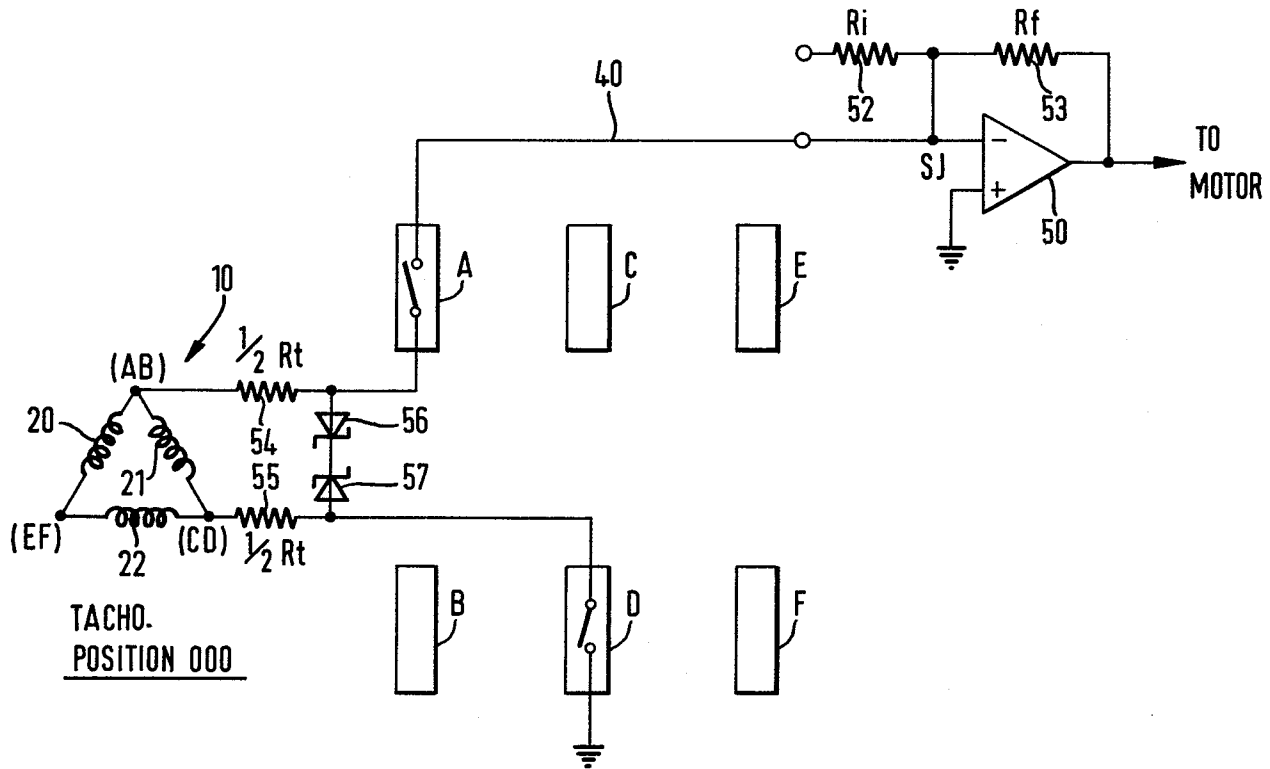 Ri
Rf
52
53
40
SJ
−
+
50
TO
MOTOR
A
C
E
10
1/2 Rt
(AB)
20
21
54
56
57
55
(EF)
22
(CD)
1/2 Rt
B
D
F
TACHO.
POSITION 000